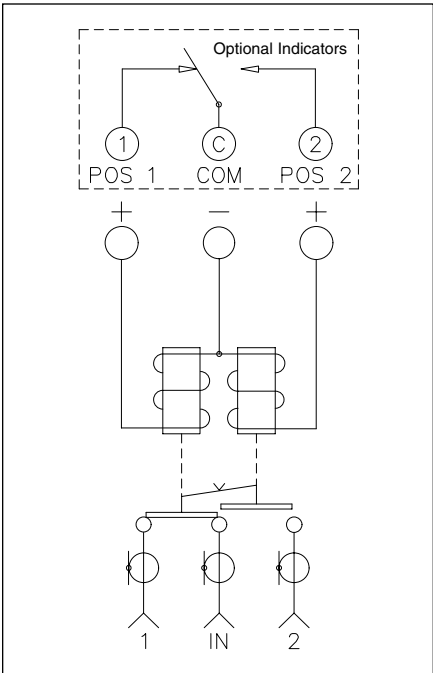 Optional Indicators
1 C 2
POS 1 COM POS 2
+ − +
1 IN 2